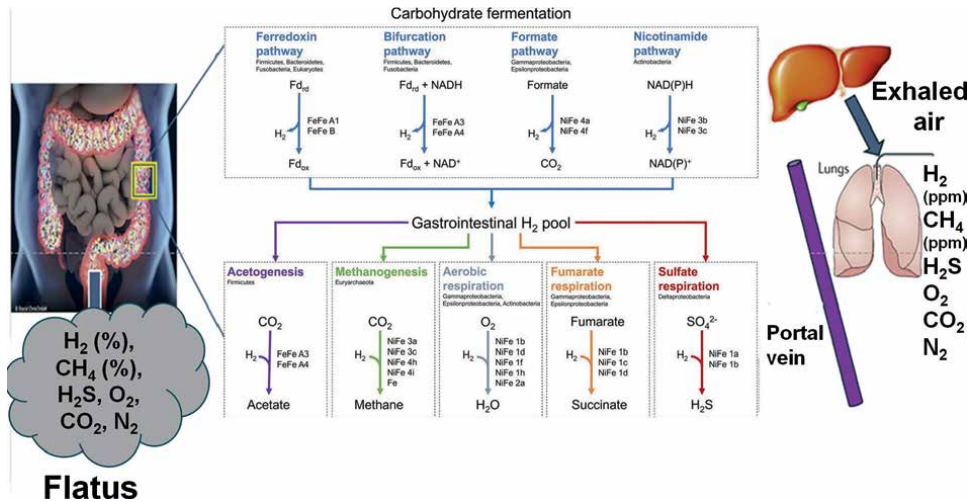 Carbohydrate fermentation
Ferredoxin
pathway
Firmicutes, Bacteroidetes,
Fusobacteria, Eukaryotes
Fd_rd
H₂
FeFe A1
FeFe B
Fd_ox
Bifurcation
pathway
Firmicutes, Bacteroidetes,
Fusobacteria
Fd_rd + NADH
H₂
FeFe A3
FeFe A4
Fd_ox + NAD⁺
Formate
pathway
Gammaproteobacteria,
Epsilonproteobacteria
Formate
H₂
NiFe 4a
NiFe 4f
CO₂
Nicotinamide
pathway
Actinobacteria
NAD(P)H
H₂
NiFe 3b
NiFe 3c
NAD(P)⁺
Gastrointestinal H₂ pool
Acetogenesis
Firmicutes
CO₂
H₂
FeFe A3
FeFe A4
Acetate
Methanogenesis
Euryarchaeota
CO₂
H₂
NiFe 3a
NiFe 3c
NiFe 4h
NiFe 4i
Fe
Methane
Aerobic
respiration
Gammaproteobacteria,
Epsilonproteobacteria, Actinobacteria
O₂
H₂
NiFe 1b
NiFe 1d
NiFe 1f
NiFe 1h
NiFe 2a
H₂O
Fumarate
respiration
Gammaproteobacteria,
Epsilonproteobacteria
Fumarate
H₂
NiFe 1b
NiFe 1c
NiFe 1d
Succinate
Sulfate
respiration
Deltaproteobacteria
SO₄²⁻
H₂
NiFe 1a
NiFe 1b
H₂S
H₂ (%),
CH₄ (%),
H₂S, O₂,
CO₂, N₂
Flatus
Exhaled
air
Lungs
H₂
(ppm)
CH₄
(ppm)
H₂S
O₂
CO₂
N₂
Portal
vein